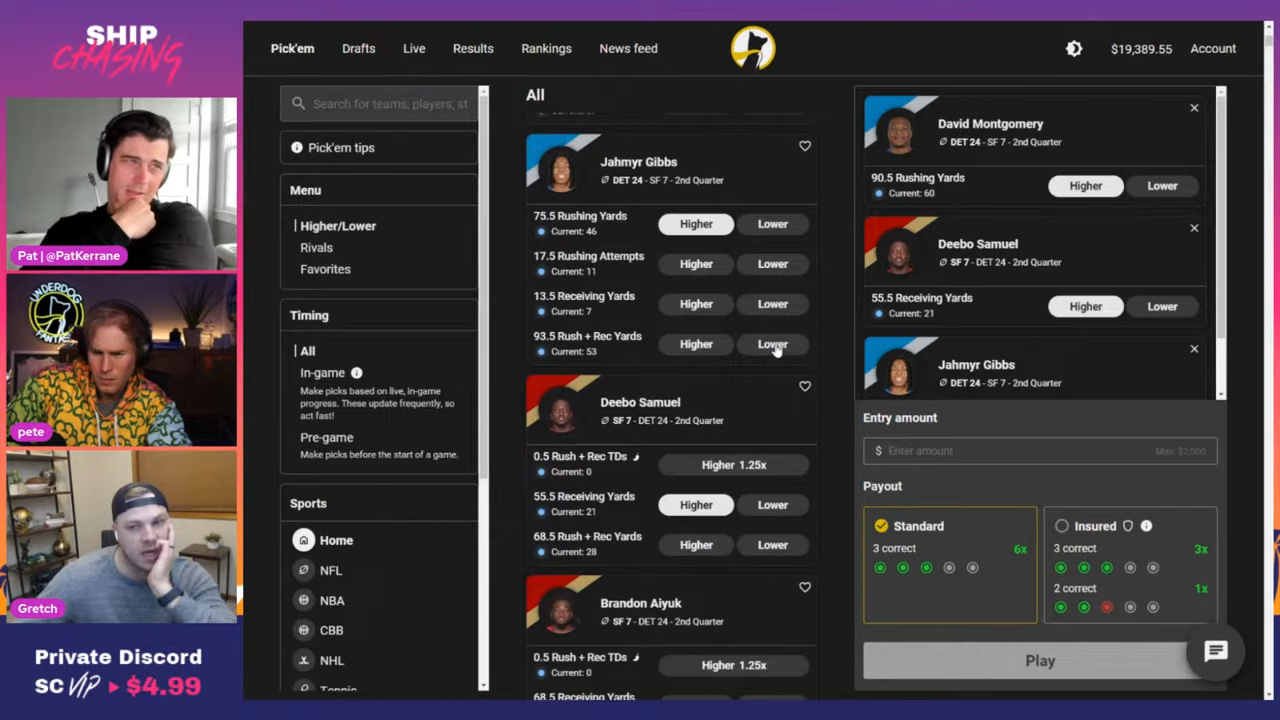 SHIP
CHASING
Pat | @PatKerrane
UNDERDOG
pete
Gretch
Private Discord
SC VIP ▸ $4.99
Pick'em
Drafts
Live
Results
Rankings
News feed
$19,389.55
Account
Search for teams, players, st
Pick'em tips
Menu
Higher/Lower
Rivals
Favorites
Timing
All
In-game
Make picks based on live, in-game
progress. These update frequently, so
act fast!
Pre-game
Make picks before the start of a game.
Sports
Home
NFL
NBA
CBB
NHL
Tennis
All
Jahmyr Gibbs
DET 24 - SF 7 - 2nd Quarter
75.5 Rushing Yards
Current: 46
Higher
Lower
17.5 Rushing Attempts
Current: 11
Higher
Lower
13.5 Receiving Yards
Current: 7
Higher
Lower
93.5 Rush + Rec Yards
Current: 53
Higher
Lower
Deebo Samuel
SF 7 - DET 24 - 2nd Quarter
0.5 Rush + Rec TDs
Current: 0
Higher 1.25x
55.5 Receiving Yards
Current: 21
Higher
Lower
68.5 Rush + Rec Yards
Current: 28
Higher
Lower
Brandon Aiyuk
SF 7 - DET 24 - 2nd Quarter
0.5 Rush + Rec TDs
Current: 0
Higher 1.25x
68.5 Receiving Yards
David Montgomery
DET 24 - SF 7 - 2nd Quarter
90.5 Rushing Yards
Current: 60
Higher
Lower
Deebo Samuel
SF 7 - DET 24 - 2nd Quarter
55.5 Receiving Yards
Current: 21
Higher
Lower
Jahmyr Gibbs
DET 24 - SF 7 - 2nd Quarter
Entry amount
$ Enter amount
Max: $2,000
Payout
Standard
3 correct
6x
Insured
3 correct
3x
2 correct
1x
Play